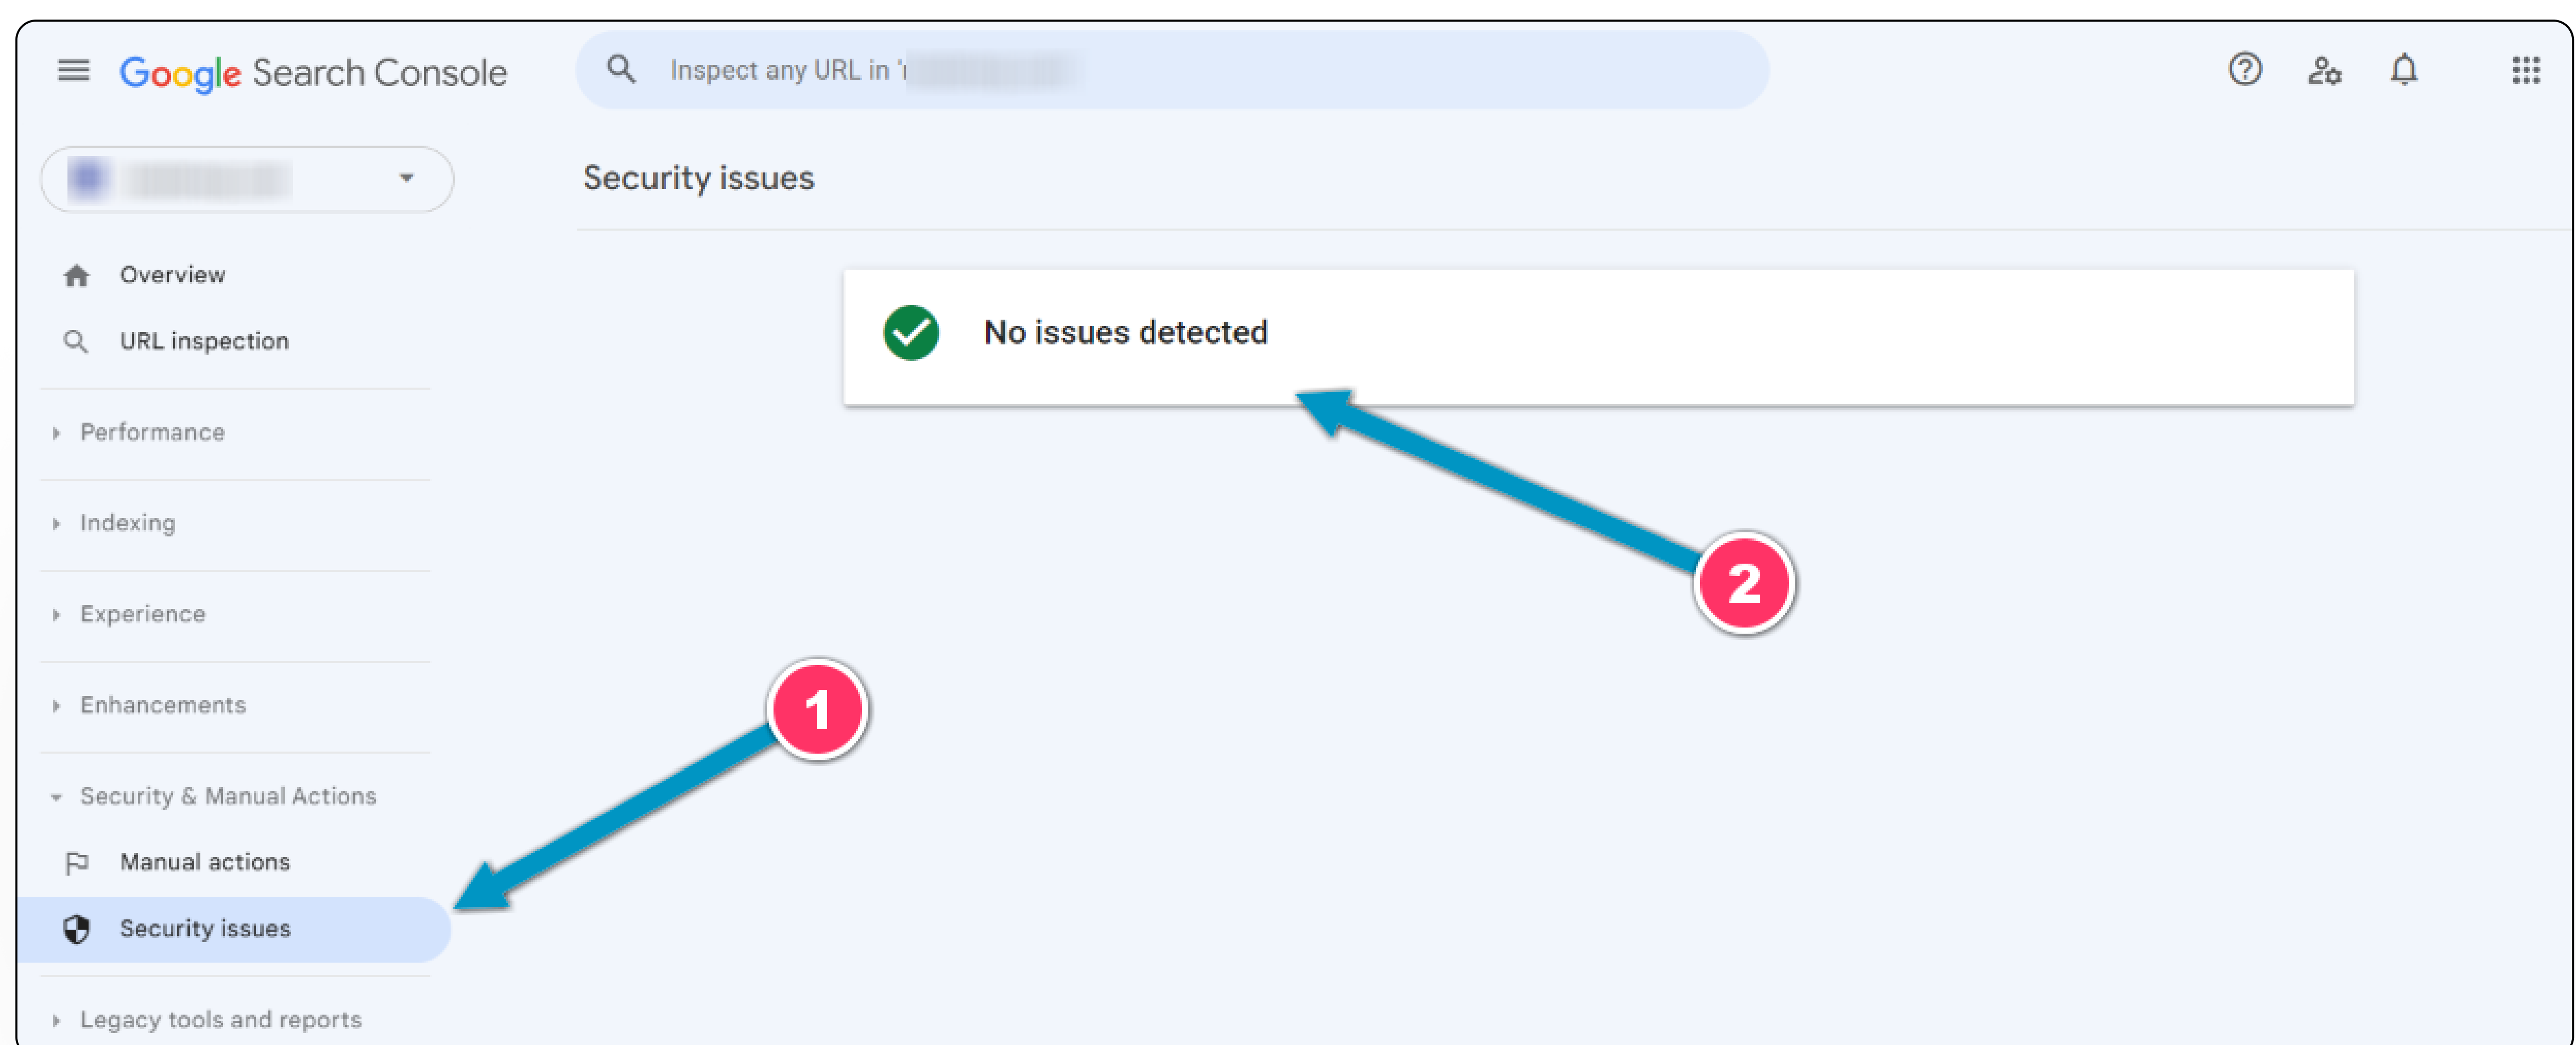 Google Search Console
Inspect any URL in '
Security issues
Overview
URL inspection
No issues detected
Performance
Indexing
Experience
2
Enhancements
1
Security & Manual Actions
Manual actions
Security issues
Legacy tools and reports